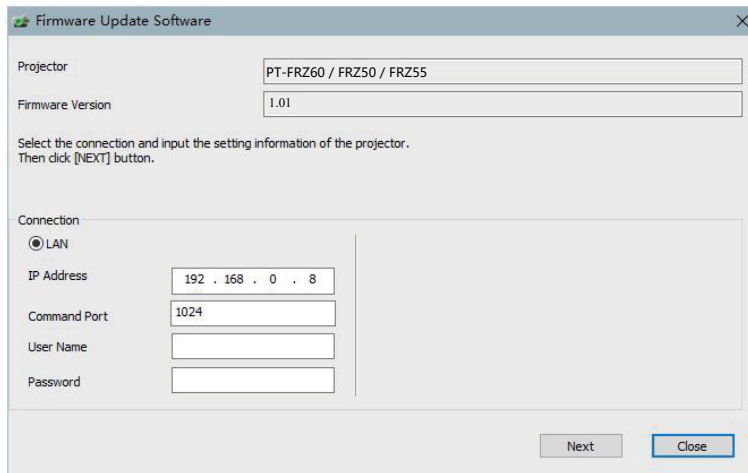 Firmware Update Software
Projector PT-FRZ60 / FRZ50 / FRZ55
Firmware Version 1.01
Select the connection and input the setting information of the projector.
Then click [NEXT] button.
Connection
LAN
IP Address 192 . 168 . 0 . 8
Command Port 1024
User Name
Password
Next Close